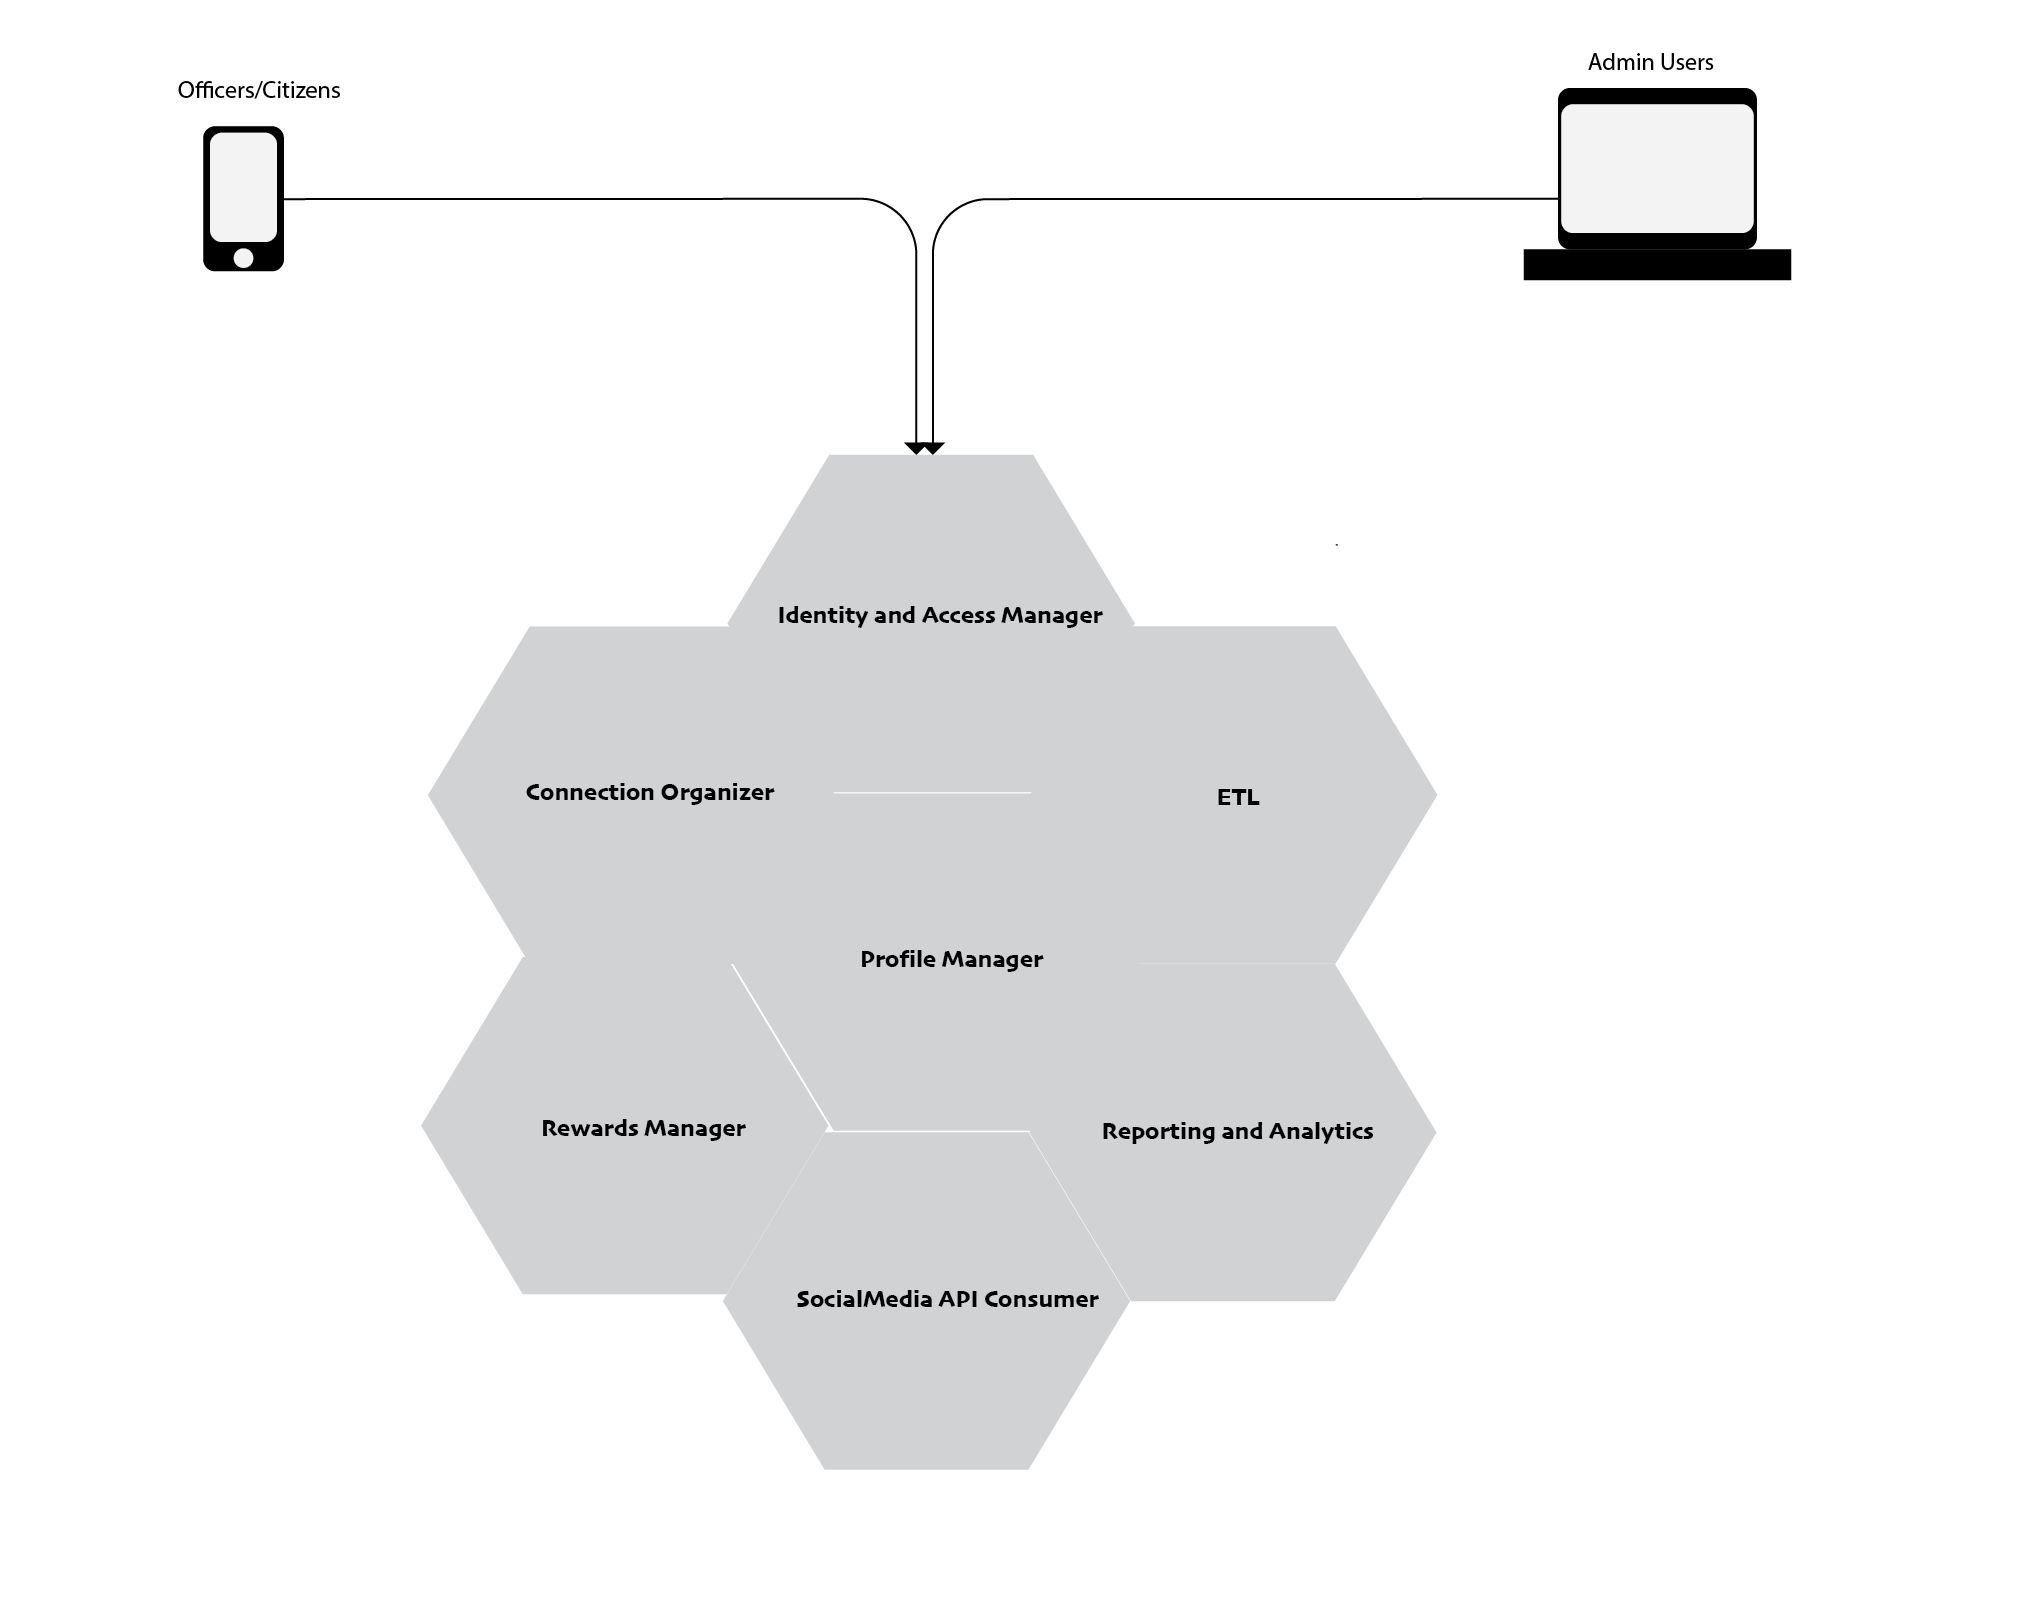 Admin Users
Officers/Citizens
Identity and Access Manager
Connection Organizer
ETL
Profile Manager
Rewards Manager
Reporting and Analytics
SocialMedia API Consumer